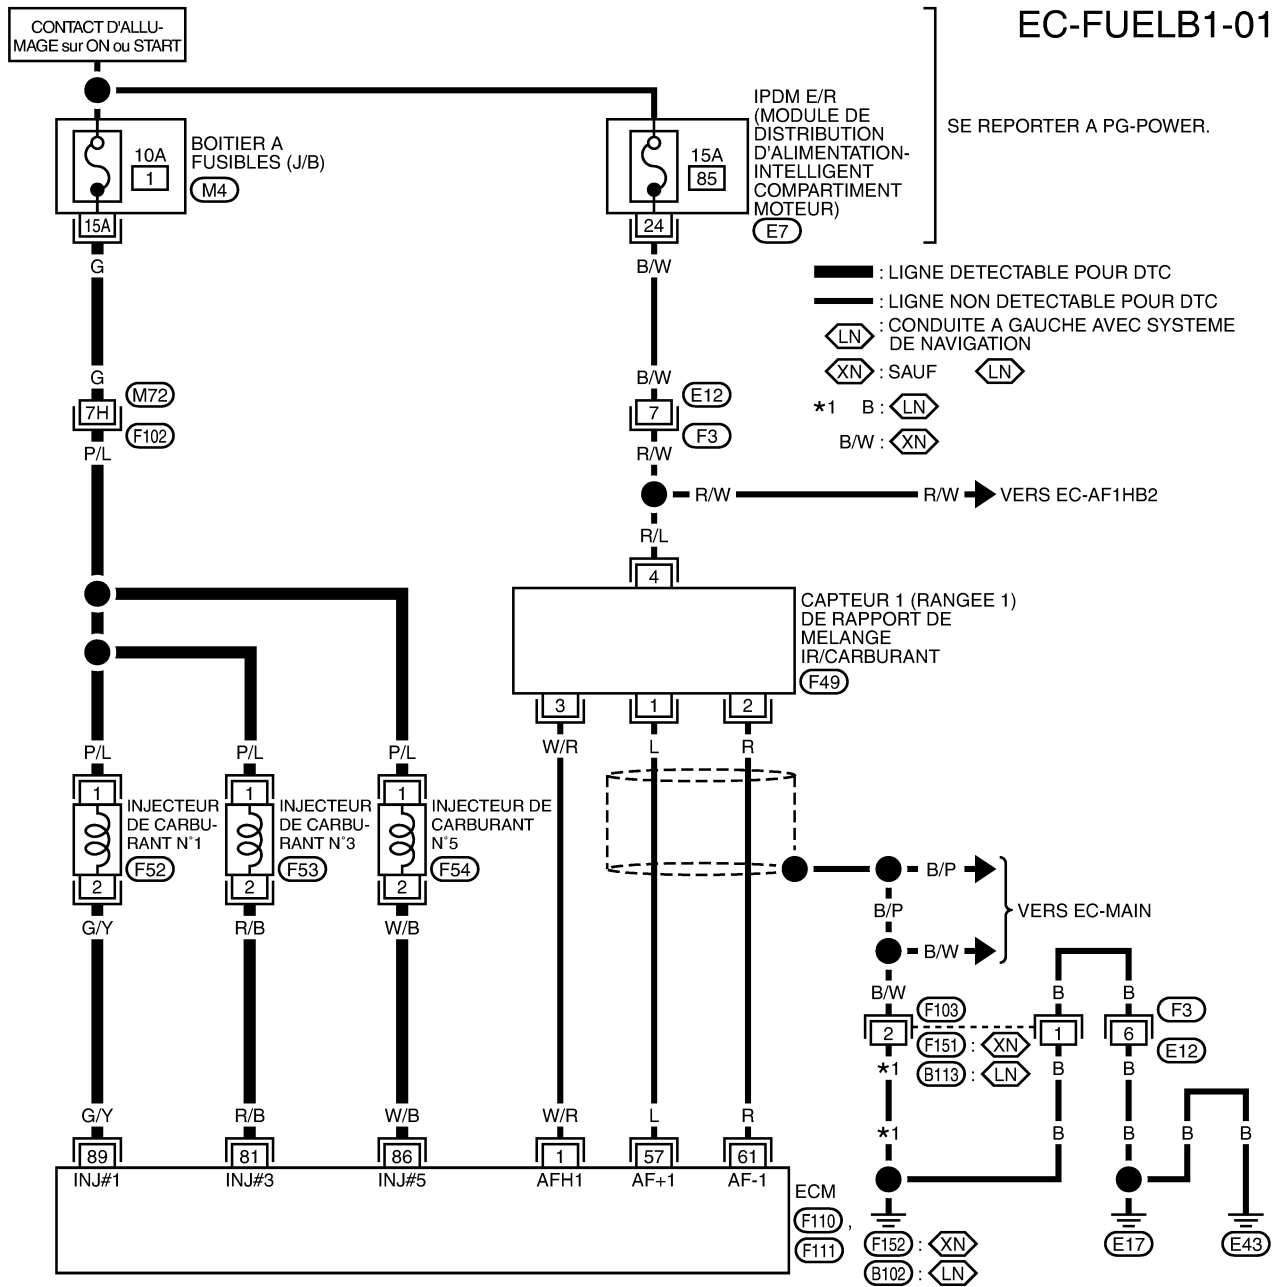 EC-FUELB1-01
CONTACT D'ALLU-
MAGE sur ON ou START
BOITIER A
FUSIBLES (J/B)
M4
10A
1
15A
IPDM E/R
(MODULE DE
DISTRIBUTION
D'ALIMENTATION-
INTELLIGENT
COMPARTIMENT
MOTEUR)
E7
15A
85
24
SE REPORTER A PG-POWER.
G
B/W
: LIGNE DETECTABLE POUR DTC
: LIGNE NON DETECTABLE POUR DTC
LN : CONDUITE A GAUCHE AVEC SYSTEME
DE NAVIGATION
XN : SAUF LN
*1 B : LN
B/W : XN
G
M72
7H
F102
P/L
B/W
E12
7
F3
R/W
R/W
R/W
VERS EC-AF1HB2
R/L
4
CAPTEUR 1 (RANGEE 1)
DE RAPPORT DE
MELANGE
IR/CARBURANT
F49
3
1
2
W/R
L
R
P/L
P/L
P/L
1
1
1
INJECTEUR
DE CARBU-
RANT N°1
F52
INJECTEUR
DE CARBU-
RANT N°3
F53
INJECTEUR DE
CARBURANT
N°5
F54
2
2
2
G/Y
R/B
W/B
B/P
B/P
VERS EC-MAIN
B/W
B/W
B
B
F103
F3
2
1
6
F151 : XN
E12
B113 : LN
*1
B
B
G/Y
R/B
W/B
W/R
L
R
*1
B
B
B
B
89
81
86
1
57
61
INJ#1
INJ#3
INJ#5
AFH1
AF+1
AF-1
ECM
F110 ,
F111
F152 : XN
B102 : LN
E17
E43